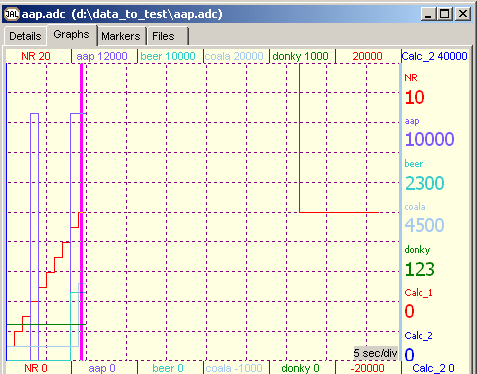 JAL aap.adc (d:\data_to_test\aap.adc)
Details Graphs Markers Files
NR 20 aap 12000 beer 10000 coala 20000 donky 1000 20000 Calc_2 40000
NR
10
aap
10000
beer
2300
coala
4500
donky
123
Calc_1
0
Calc_2
0
5 sec/div
NR 0 aap 0 beer 0 coala -1000 donky 0 -20000 Calc_2 0